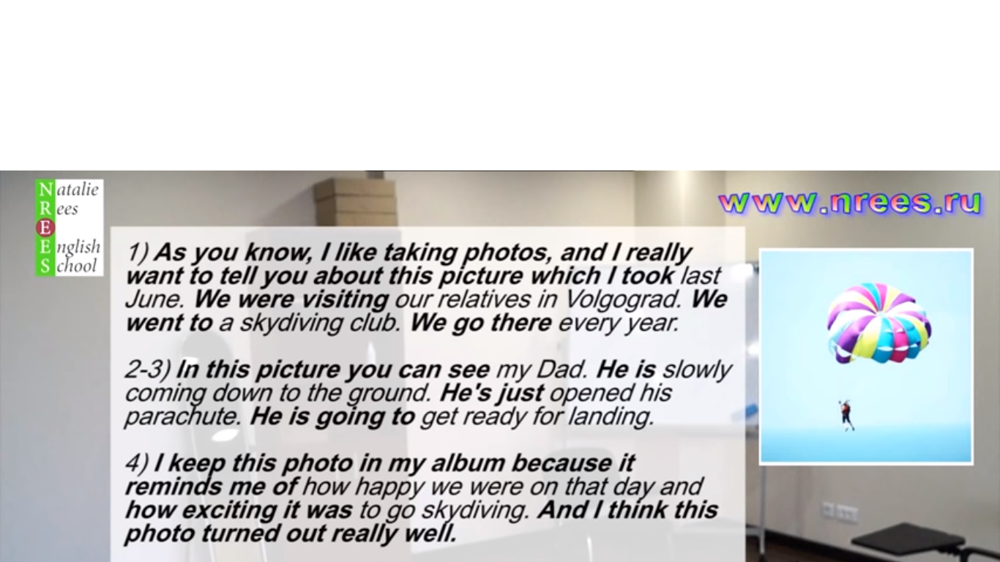 Natalie
Rees
English
School
www.nrees.ru
1) As you know, I like taking photos, and I really
want to tell you about this picture which I took last
June. We were visiting our relatives in Volgograd. We
went to a skydiving club. We go there every year.
2-3) In this picture you can see my Dad. He is slowly
coming down to the ground. He's just opened his
parachute. He is going to get ready for landing.
4) I keep this photo in my album because it
reminds me of how happy we were on that day and
how exciting it was to go skydiving. And I think this
photo turned out really well.